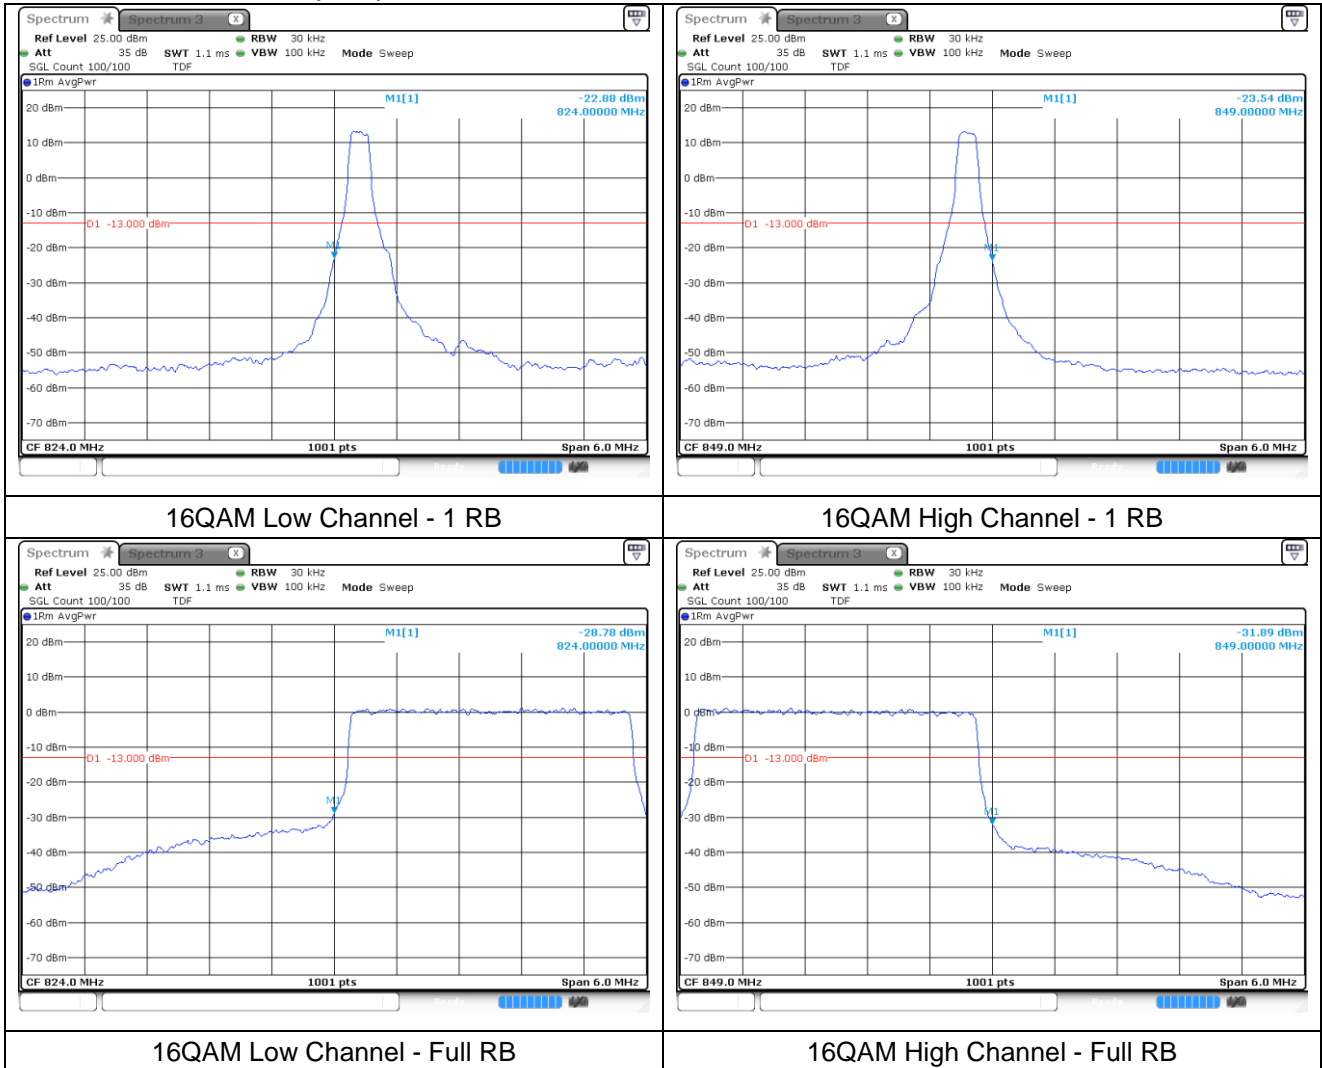 Spectrum Spectrum 3 X
Ref Level 25.00 dBm RBW 30 kHz
Att 35 dB SWT 1.1 ms VBW 100 kHz Mode Sweep
SGL Count 100/100 TDF
1Rm AvgPwr
M1[1] -22.88 dBm
824.00000 MHz
20 dBm
10 dBm
0 dBm
-10 dBm
D1 -13.000 dBm
-20 dBm
M1
-30 dBm
-40 dBm
-50 dBm
-60 dBm
-70 dBm
CF 824.0 MHz 1001 pts Span 6.0 MHz
Spectrum Spectrum 3 X
Ref Level 25.00 dBm RBW 30 kHz
Att 35 dB SWT 1.1 ms VBW 100 kHz Mode Sweep
SGL Count 100/100 TDF
1Rm AvgPwr
M1[1] -23.54 dBm
849.00000 MHz
20 dBm
10 dBm
0 dBm
-10 dBm
D1 -13.000 dBm
-20 dBm
M1
-30 dBm
-40 dBm
-50 dBm
-60 dBm
-70 dBm
CF 849.0 MHz 1001 pts Span 6.0 MHz
16QAM Low Channel - 1 RB
16QAM High Channel - 1 RB
Spectrum Spectrum 3 X
Ref Level 25.00 dBm RBW 30 kHz
Att 35 dB SWT 1.1 ms VBW 100 kHz Mode Sweep
SGL Count 100/100 TDF
1Rm AvgPwr
M1[1] -28.78 dBm
824.00000 MHz
20 dBm
10 dBm
0 dBm
-10 dBm
D1 -13.000 dBm
-20 dBm
M1
-30 dBm
-40 dBm
-50 dBm
-60 dBm
-70 dBm
CF 824.0 MHz 1001 pts Span 6.0 MHz
Spectrum Spectrum 3 X
Ref Level 25.00 dBm RBW 30 kHz
Att 35 dB SWT 1.1 ms VBW 100 kHz Mode Sweep
SGL Count 100/100 TDF
1Rm AvgPwr
M1[1] -31.89 dBm
849.00000 MHz
20 dBm
10 dBm
0 dBm
-10 dBm
D1 -13.000 dBm
-20 dBm
M1
-30 dBm
-40 dBm
-50 dBm
-60 dBm
-70 dBm
CF 849.0 MHz 1001 pts Span 6.0 MHz
16QAM Low Channel - Full RB
16QAM High Channel - Full RB